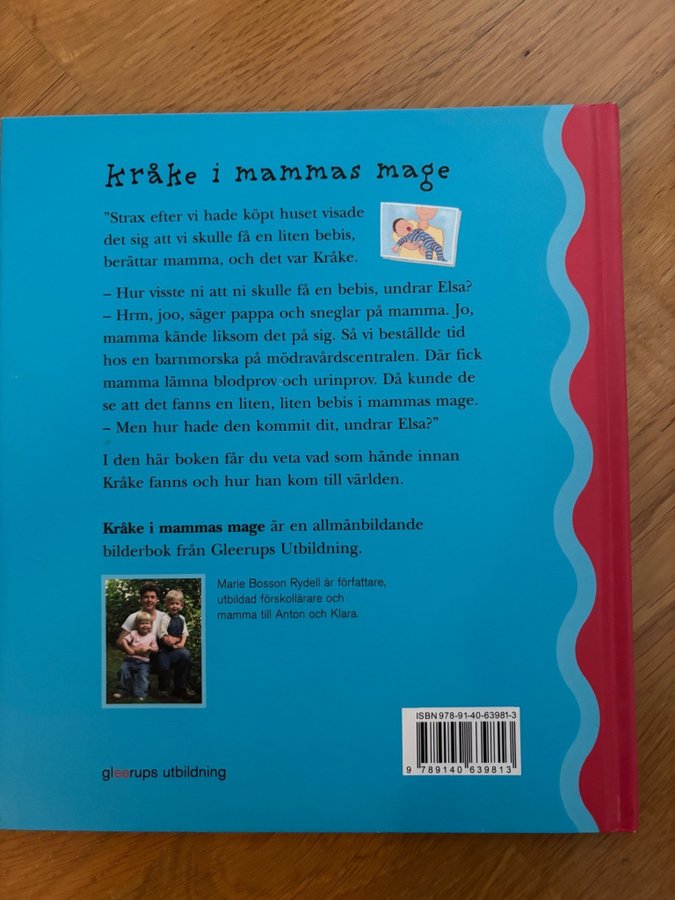 kråke i mammas mage
"Strax efter vi hade köpt huset visade
det sig att vi skulle få en liten bebis,
berättar mamma, och det var Kråke.
– Hur visste ni att ni skulle få en bebis, undrar Elsa?
– Hrm, joo, säger pappa och sneglar på mamma. Jo,
mamma kände liksom det på sig. Så vi beställde tid
hos en barnmorska på mödravårdscentralen. Där fick
mamma lämna blodprov och urinprov. Då kunde de
se att det fanns en liten, liten bebis i mammas mage.
– Men hur hade den kommit dit, undrar Elsa?"
I den här boken får du veta vad som hände innan
Kråke fanns och hur han kom till världen.
Kråke i mammas mage är en allmänbildande
bilderbok från Gleerups Utbildning.
Marie Bosson Rydell är författare,
utbildad förskollärare och
mamma till Anton och Klara.
ISBN 978-91-40-63981-3
9 789140 639813
gleerups utbildning